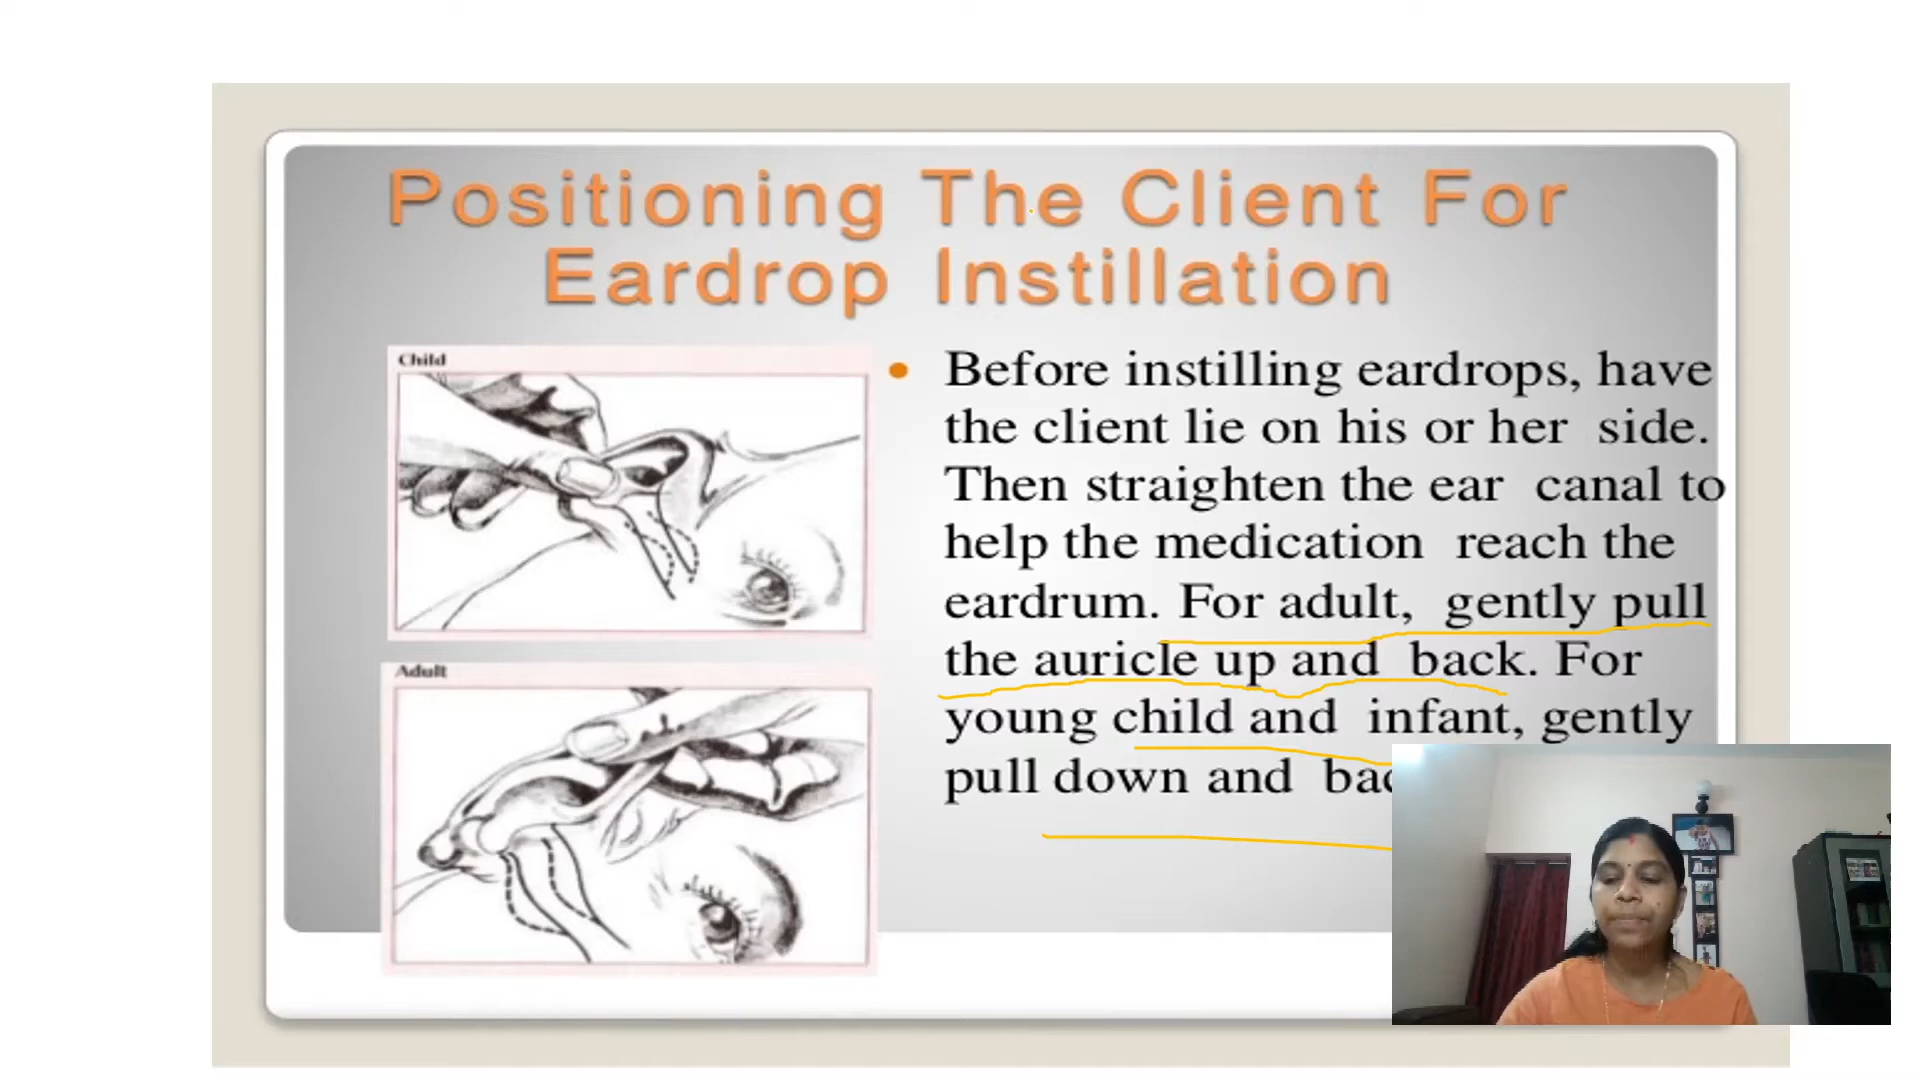 Positioning The Client For
Eardrop Instillation
Child
Before instilling eardrops, have
the client lie on his or her side.
Then straighten the ear canal to
help the medication reach the
eardrum. For adult, gently pull
the auricle up and back. For
young child and infant, gently
pull down and
Adult